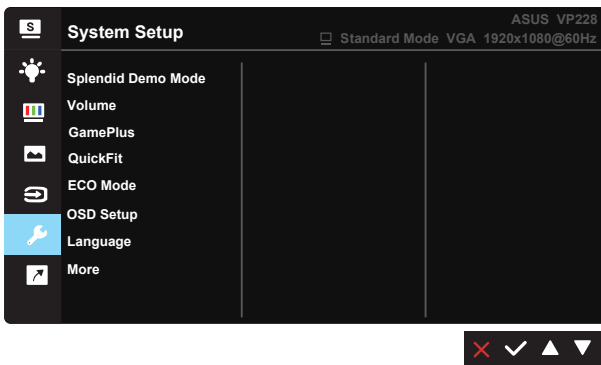 S
System Setup
ASUS VP228
Standard Mode VGA 1920x1080@60Hz
Splendid Demo Mode
Volume
GamePlus
QuickFit
ECO Mode
OSD Setup
Language
More